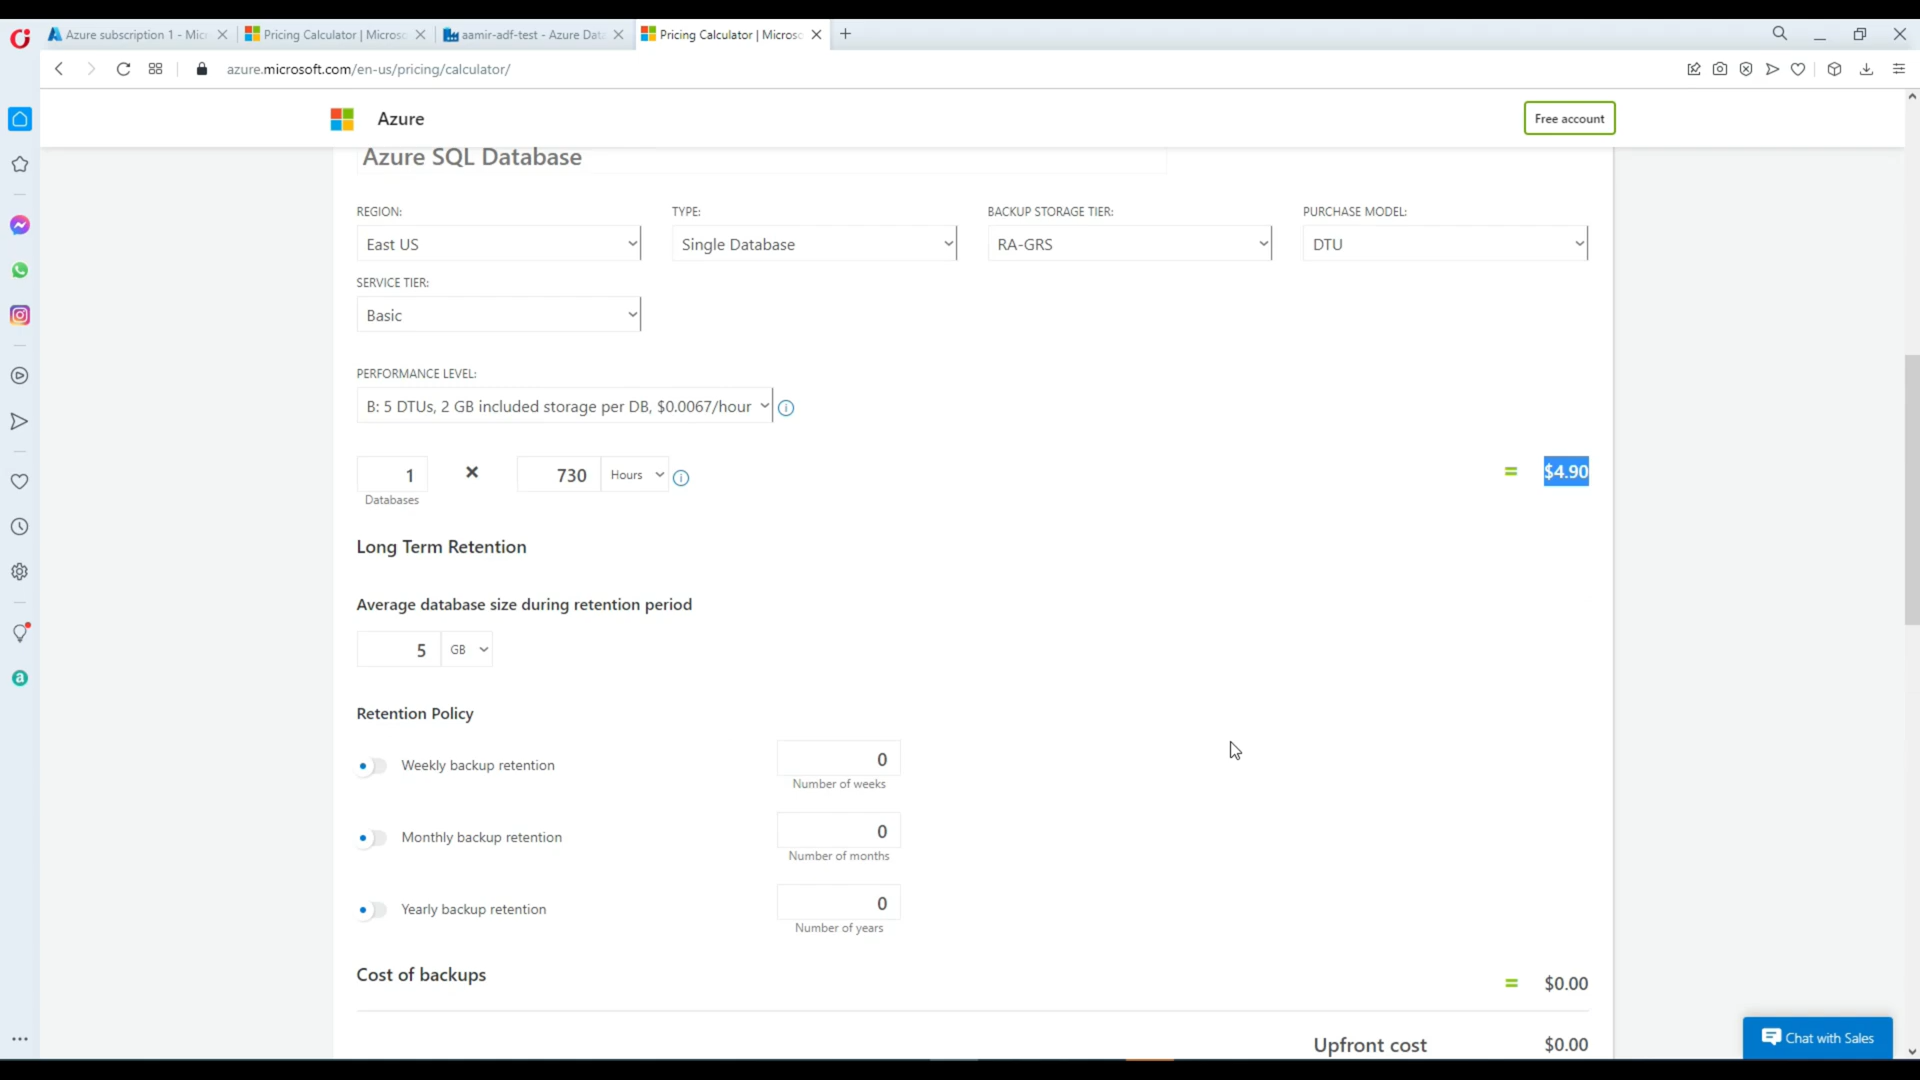 Azure subscription 1 - Micr
Pricing Calculator | Microso
aamir-adf-test - Azure Data
Pricing Calculator | Microso
azure.microsoft.com/en-us/pricing/calculator/
Azure
Free account
Azure SQL Database
REGION:
TYPE:
BACKUP STORAGE TIER:
PURCHASE MODEL:
East US
Single Database
RA-GRS
DTU
SERVICE TIER:
Basic
PERFORMANCE LEVEL:
B: 5 DTUs, 2 GB included storage per DB, $0.0067/hour
1 × 730 Hours = $4.90
Databases
Long Term Retention
Average database size during retention period
5 GB
Retention Policy
Weekly backup retention
0
Number of weeks
Monthly backup retention
0
Number of months
Yearly backup retention
0
Number of years
Cost of backups = $0.00
Upfront cost $0.00
Chat with Sales